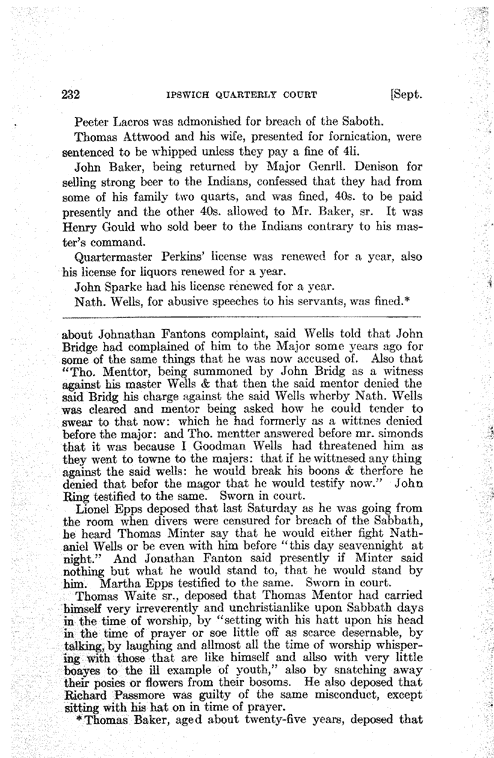 232 IPSWICH QUARTERLY COURT [Sept.
Peeter Lacros was admonished for breach of the Saboth.
Thomas Attwood and his wife, presented for fornication, were
sentenced to be whipped unless they pay a fine of 4li.
John Baker, being returned by Major Genrll. Denison for
selling strong beer to the Indians, confessed that they had from
some of his family two quarts, and was fined, 40s. to be paid
presently and the other 40s. allowed to Mr. Baker, sr. It was
Henry Gould who sold beer to the Indians contrary to his mas-
ter's command.
Quartermaster Perkins' license was renewed for a year, also
his license for liquors renewed for a year.
John Sparke had his license renewed for a year.
Nath. Wells, for abusive speeches to his servants, was fined.*
about Johnathan Fantons complaint, said Wells told that John
Bridge had complained of him to the Major some years ago for
some of the same things that he was now accused of. Also that
"Tho. Menttor, being summoned by John Bridg as a witness
against his master Wells & that then the said mentor denied the
said Bridg his charge against the said Wells wherby Nath. Wells
was cleared and mentor being asked how he could tender to
swear to that now: which he had formerly as a wittnes denied
before the major: and Tho. mentter answered before mr. simonds
that it was because I Goodman Wells had threatened him as
they went to towne to the majers: that if he wittnesed any thing
against the said wells: he would break his boons & therfore he
denied that befor the magor that he would testify now." John
Ring testified to the same. Sworn in court.
Lionel Epps deposed that last Saturday as he was going from
the room when divers were censured for breach of the Sabbath,
he heard Thomas Minter say that he would either fight Nath-
aniel Wells or be even with him before "this day seavennight at
night." And Jonathan Fanton said presently if Minter said
nothing but what he would stand to, that he would stand by
him. Martha Epps testified to the same. Sworn in court.
Thomas Waite sr., deposed that Thomas Mentor had carried
himself very irreverently and unchristianlike upon Sabbath days
in the time of worship, by "setting with his hatt upon his head
in the time of prayer or soe little off as scarce desernable, by
talking, by laughing and allmost all the time of worship whisper-
ing with those that are like himself and allso with very little
boayes to the ill example of youth," also by snatching away
their posies or flowers from their bosoms. He also deposed that
Richard Passmore was guilty of the same misconduct, except
sitting with his hat on in time of prayer.
*Thomas Baker, aged about twenty-five years, deposed that